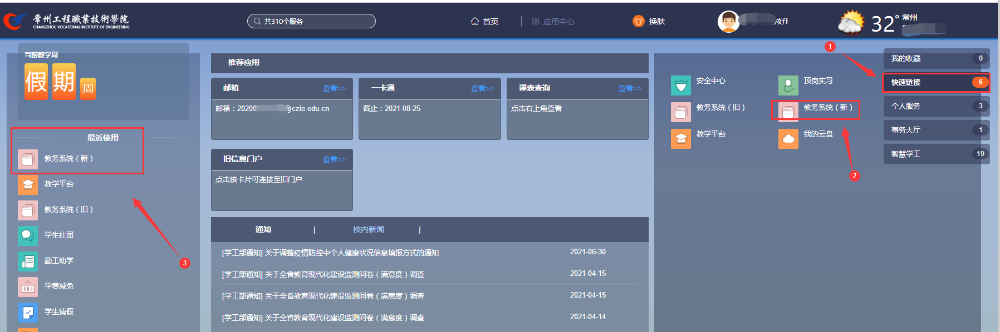 常州工程職業技術學院
CHANGZHOU VOCATIONAL INSTITUTE OF ENGINEERING
共310个服务
首页
应用中心
换肤
好!
32°
常州
当前教学周
假期周
最近使用
教务系统（新）
教学平台
教务系统（旧）
学生社团
勤工助学
学费减免
学生请假
3
推荐应用
邮箱 查看>>
邮箱：2020 @czie.edu.cn
一卡通 查看>>
截止：2021-08-25
课表查询 查看>>
点击右上角查看
旧信息门户 查看>>
点击该卡片可连接至旧门户
通知 | 校内新闻 |
[学工部通知] 关于调整疫情防控中个人健康状况信息填报方式的通知 2021-06-30
[学工部通知] 关于全省教育现代化建设监测问卷（满意度）调查 2021-04-15
[学工部通知] 关于全省教育现代化建设监测问卷（满意度）调查 2021-04-15
[学工部通知] 关于全省教育现代化建设监测问卷（满意度）调查 2021-04-14
安全中心
顶岗实习
教务系统（旧）
教务系统（新）
教学平台
我的云盘
1
2
我的收藏 0
快速链接 6
个人服务 3
事务大厅 1
智慧学工 19